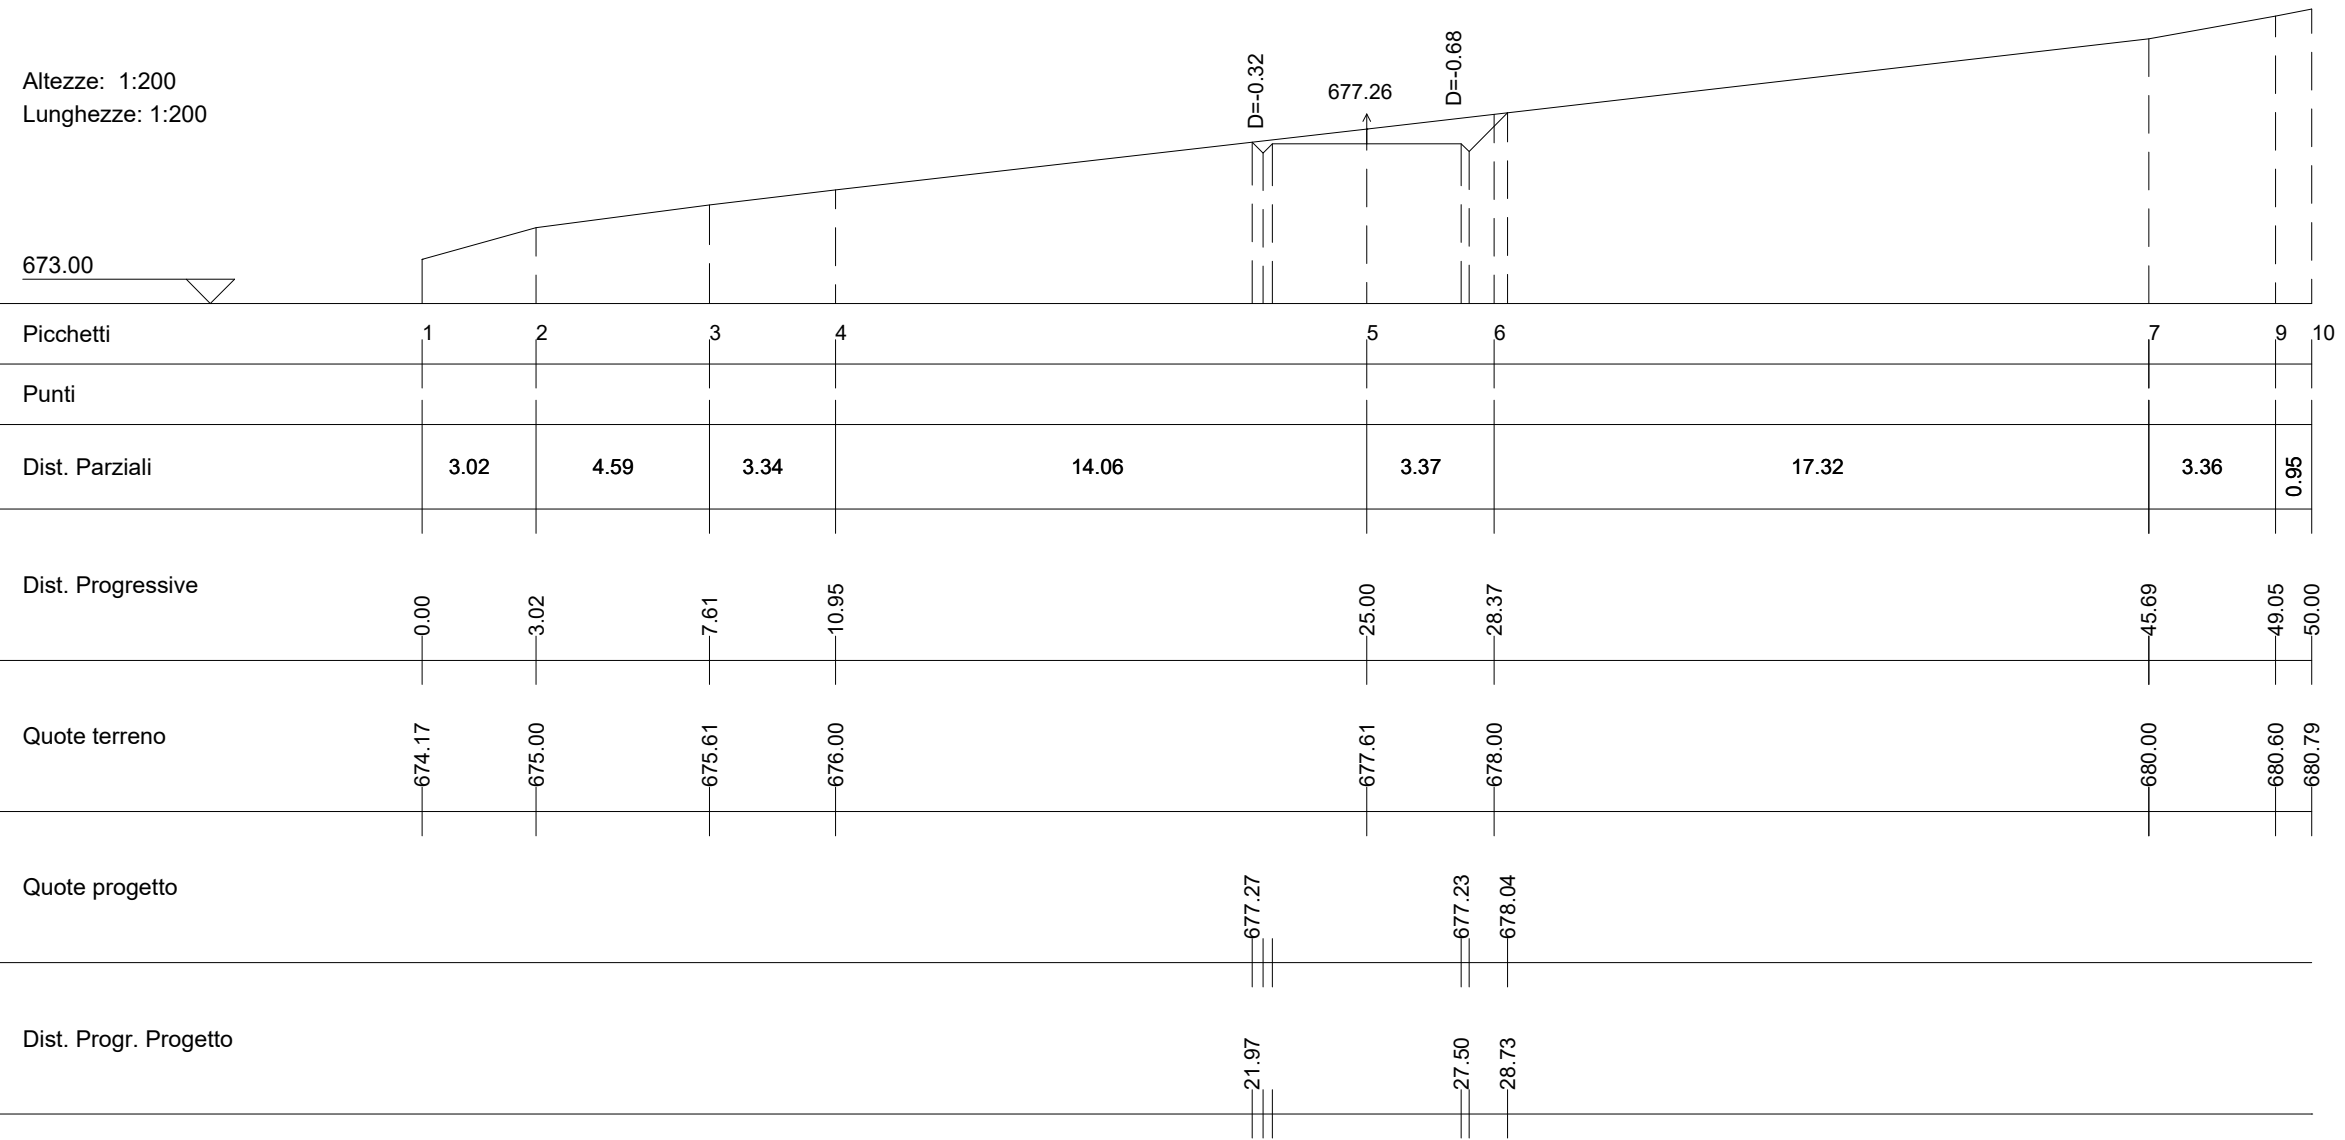 D=-0.32
D=-0.68
Altezze: 1:200
677.26
Lunghezze: 1:200
673.00
Picchetti 1 2 3 4 5 6 7 9 10
Punti
Dist. Parziali 3.02 4.59 3.34 14.06 3.37 17.32 3.36 0.95
Dist. Progressive 0.00 3.02 7.61 10.95 25.00 28.37 45.69 49.05 50.00
Quote terreno 674.17 675.00 675.61 676.00 677.61 678.00 680.00 680.60 680.79
Quote progetto 677.27 677.23 678.04
Dist. Progr. Progetto 21.97 27.50 28.73